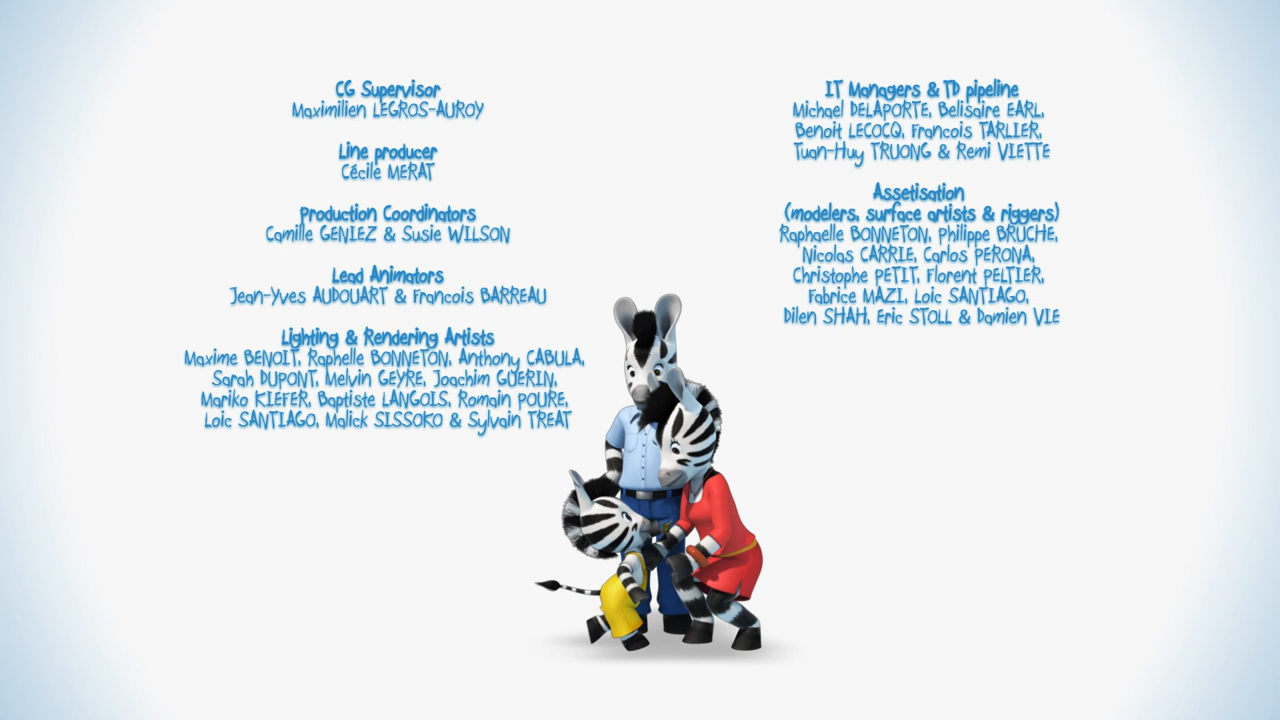 CG Supervisor
Maximilien LEGROS-AUROY
Line producer
Cécile MERAT
Production Coordinators
Camille GENIEZ & Susie WILSON
Lead Animators
Jean-Yves AUDOUART & Francois BARREAU
Lighting & Rendering Artists
Maxime BENOIT, Raphelle BONNETON, Anthony CABULA,
Sarah DUPONT, Melvin GEYRE, Joachim GUERIN,
Mariko KIEFER, Baptiste LANGOIS, Romain POURE,
Loic SANTIAGO, Malick SISSOKO & Sylvain TREAT
IT Managers & TD pipeline
Michael DELAPORTE, Belisaire EARL,
Benoit LECOCQ, Francois TARLIER,
Tuan-Huy TRUONG & Remi VIETTE
Assetisation
(modelers, surface artists & riggers)
Raphaelle BONNETON, Philippe BRUCHE,
Nicolas CARRIE, Carlos PERONA,
Christophe PETIT, Florent PELTIER,
Fabrice MAZI, Loic SANTIAGO,
Dilen SHAH, Eric STOLL & Damien VIE